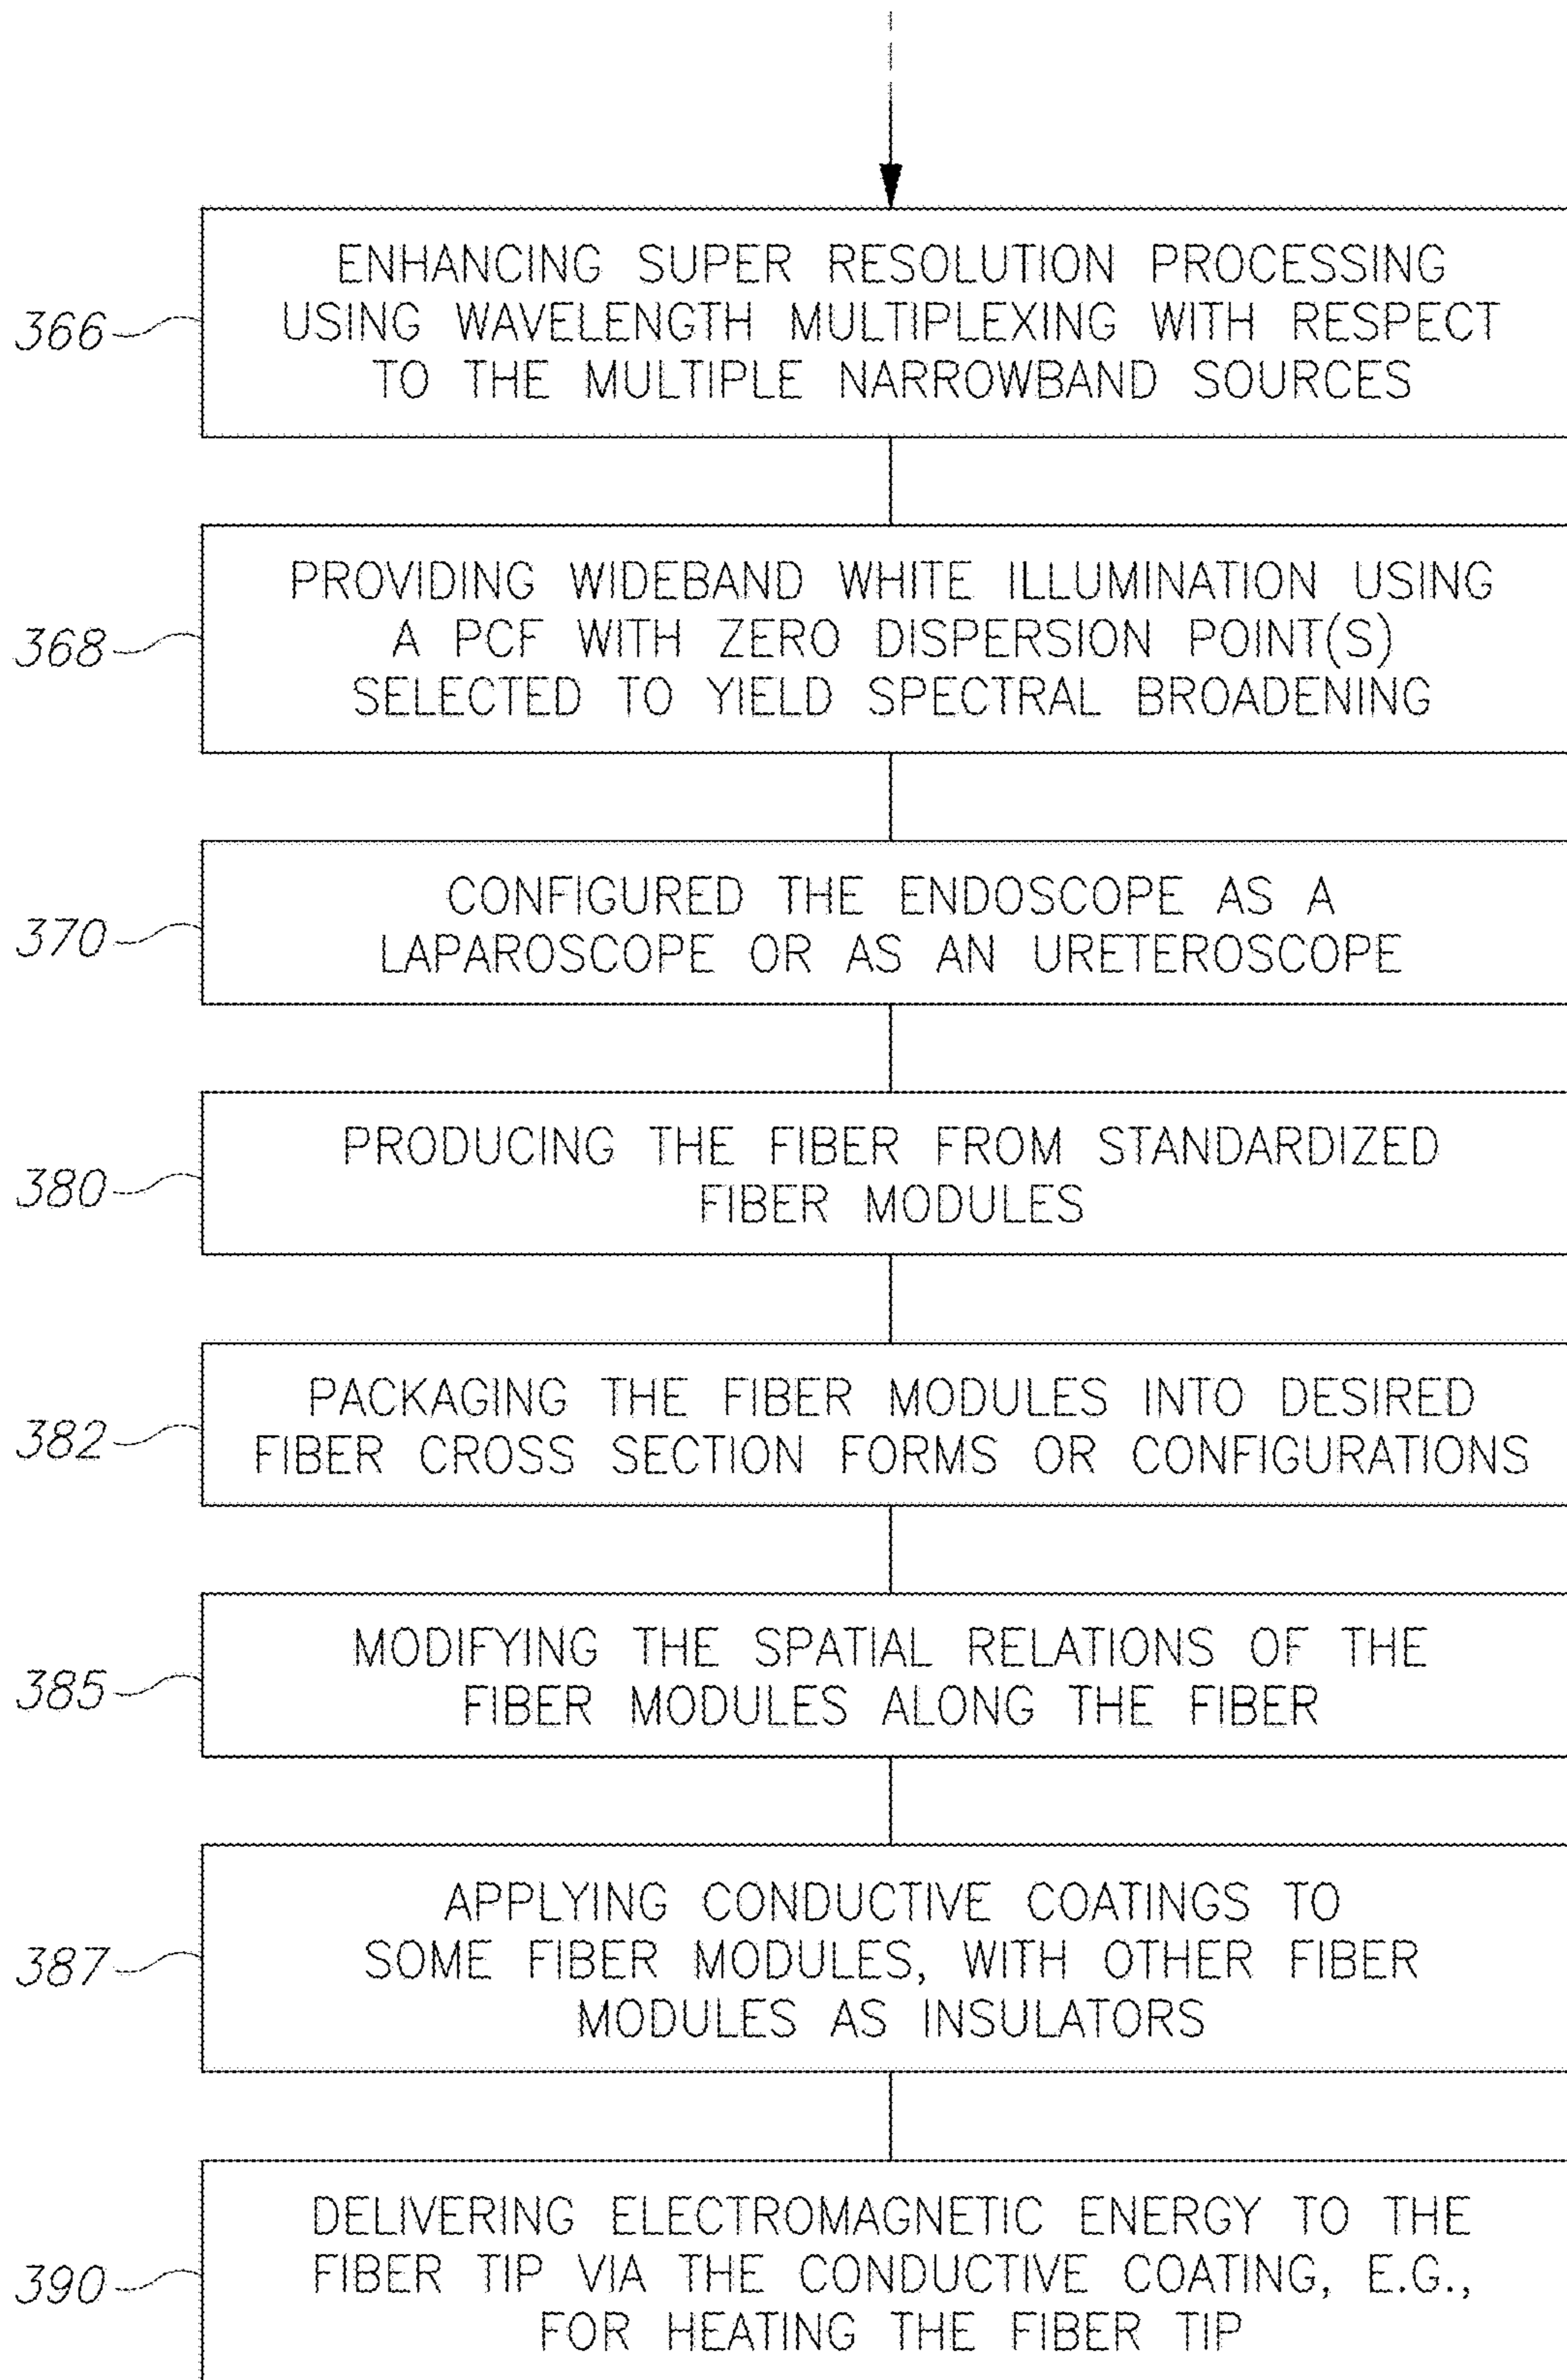 ENHANCING SUPER RESOLUTION PROCESSING
366 USING WAVELENGTH MULTIPLEXING WITH RESPECT
TO THE MULTIPLE NARROWBAND SOURCES
PROVIDING WIDEBAND WHITE ILLUMINATION USING
368 A PCF WITH ZERO DISPERSION POINT(S)
SELECTED TO YIELD SPECTRAL BROADENING
CONFIGURED THE ENDOSCOPE AS A
370 LAPAROSCOPE OR AS AN URETEROSCOPE
PRODUCING THE FIBER FROM STANDARDIZED
380 FIBER MODULES
PACKAGING THE FIBER MODULES INTO DESIRED
382 FIBER CROSS SECTION FORMS OR CONFIGURATIONS
MODIFYING THE SPATIAL RELATIONS OF THE
385 FIBER MODULES ALONG THE FIBER
APPLYING CONDUCTIVE COATINGS TO
387 SOME FIBER MODULES, WITH OTHER FIBER
MODULES AS INSULATORS
DELIVERING ELECTROMAGNETIC ENERGY TO THE
390 FIBER TIP VIA THE CONDUCTIVE COATING, E.G.,
FOR HEATING THE FIBER TIP